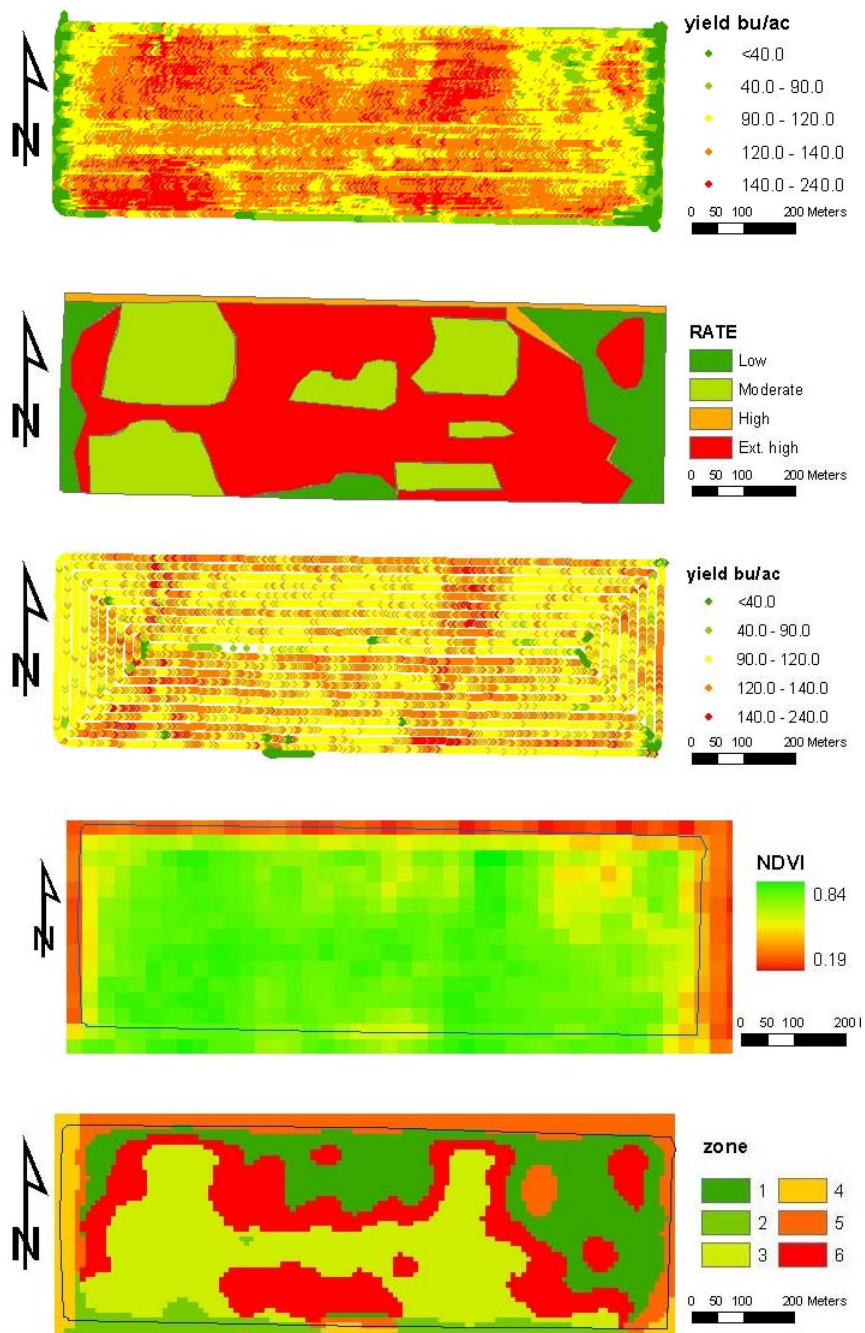 yield bu/ac
<40.0
40.0 - 90.0
90.0 - 120.0
120.0 - 140.0
140.0 - 240.0
0 50 100 200 Meters
N
RATE
Low
Moderate
High
Ext. high
0 50 100 200 Meters
N
yield bu/ac
<40.0
40.0 - 90.0
90.0 - 120.0
120.0 - 140.0
140.0 - 240.0
0 50 100 200 Meters
N
NDVI
0.84
0.19
0 50 100 200
N
zone
1 4
2 5
3 6
0 50 100 200 Meters
N